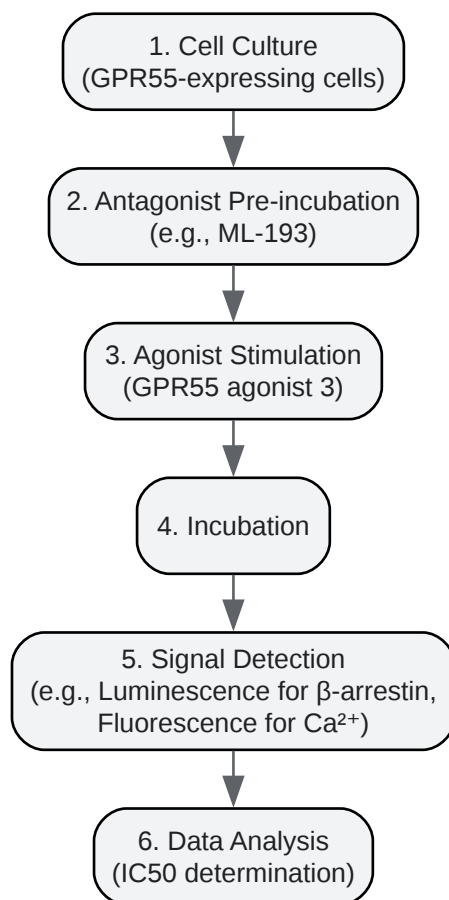 1. Cell Culture
(GPR55-expressing cells)
2. Antagonist Pre-incubation
(e.g., ML-193)
3. Agonist Stimulation
(GPR55 agonist 3)
4. Incubation
5. Signal Detection
(e.g., Luminescence for β-arrestin,
Fluorescence for Ca²⁺)
6. Data Analysis
(IC50 determination)